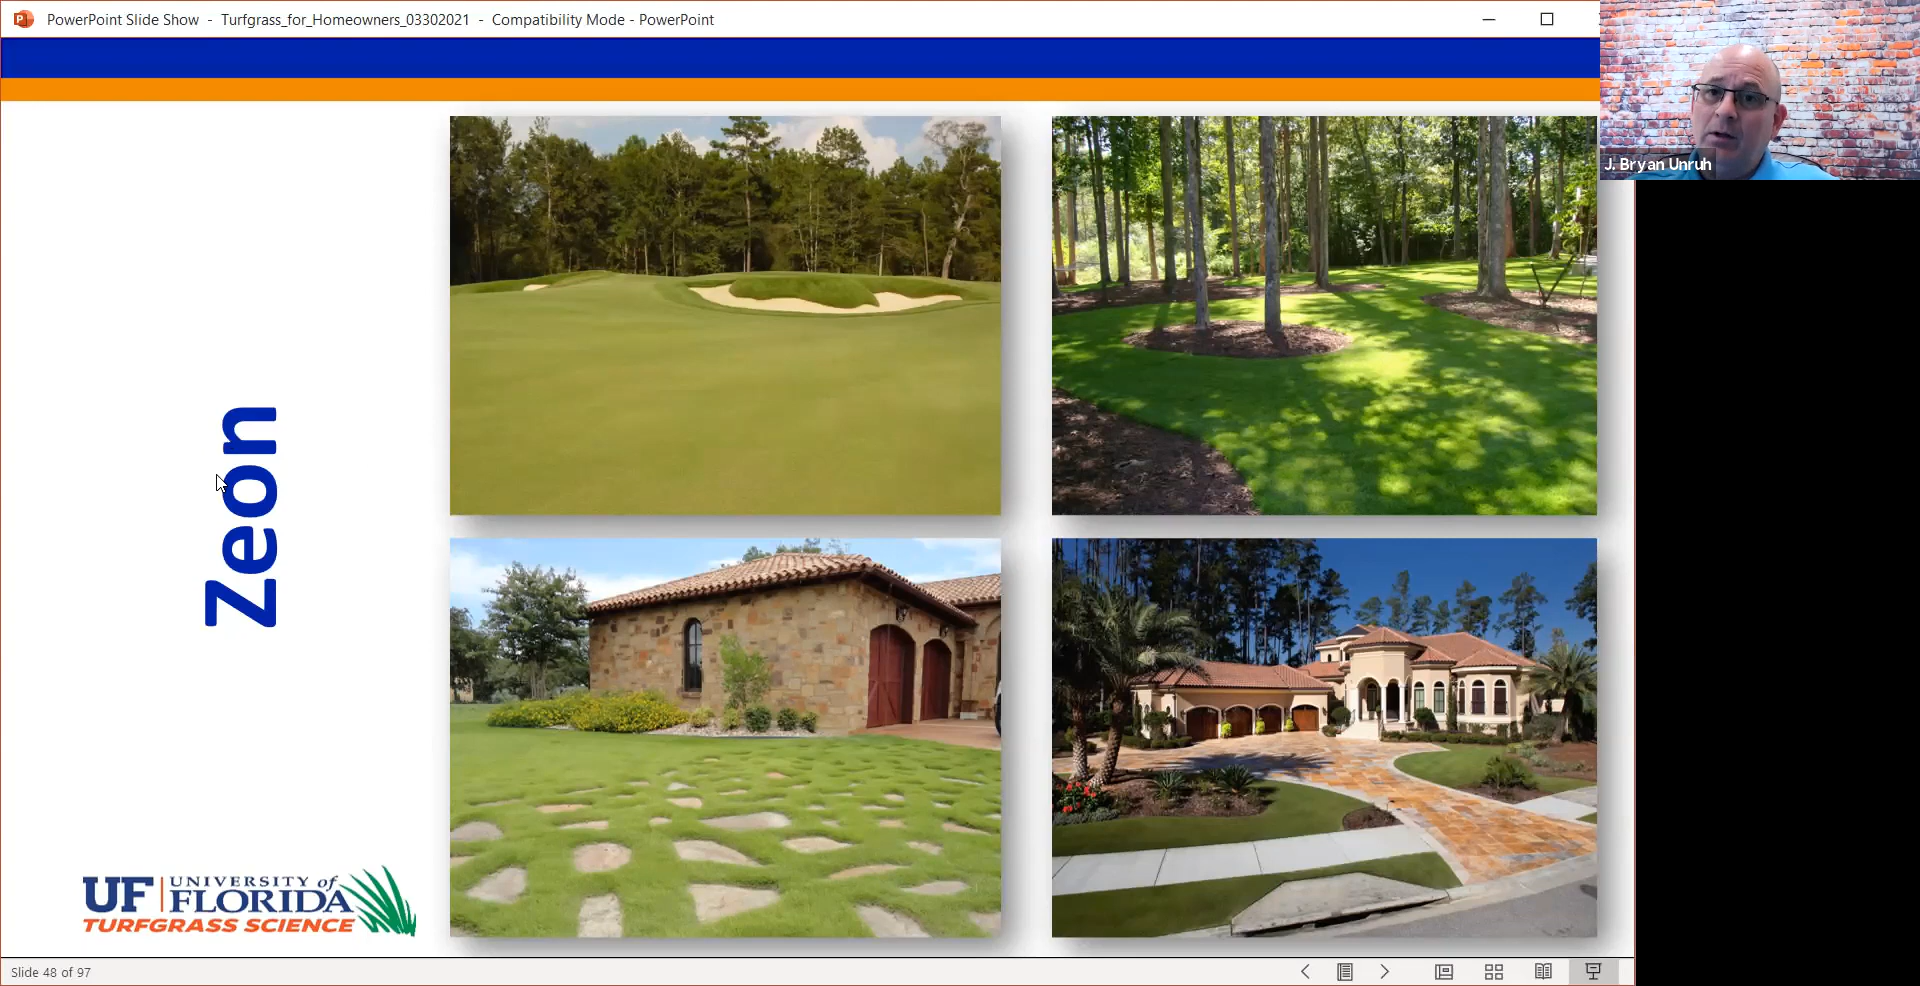 PowerPoint Slide Show - Turfgrass_for_Homeowners_03302021 - Compatibility Mode - PowerPoint
J. Bryan Unruh
Zeon
UF UNIVERSITY of
FLORIDA
TURFGRASS SCIENCE
Slide 48 of 97